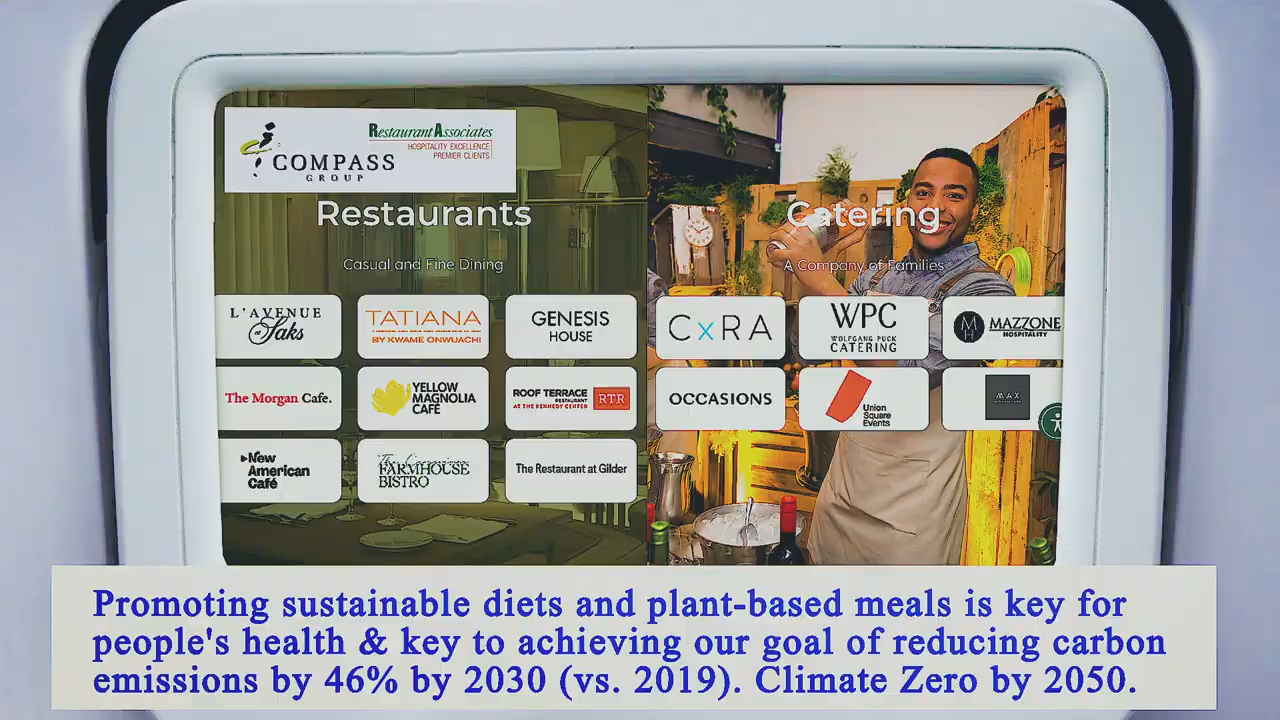 COMPASS
GROUP
Restaurant Associates
HOSPITALITY EXCELLENCE
PREMIER CLIENTS
Restaurants
Casual and Fine Dining
L'AVENUE
Saks
TATIANA
BY KWAME ONWUACHI
GENESIS
HOUSE
The Morgan Cafe.
YELLOW
MAGNOLIA
CAFÉ
ROOF TERRACE
RESTAURANT
AT THE KENNEDY CENTER
RTR
New
American
Café
FARMHOUSE
BISTRO
The Restaurant at Gilder
Catering
A Company of Families
CxRA
WPC
WOLFGANG PUCK
CATERING
MH
MAZZONE
HOSPITALITY
OCCASIONS
Union
Square
Events
MAX
Promoting sustainable diets and plant-based meals is key for
people's health & key to achieving our goal of reducing carbon
emissions by 46% by 2030 (vs. 2019). Climate Zero by 2050.